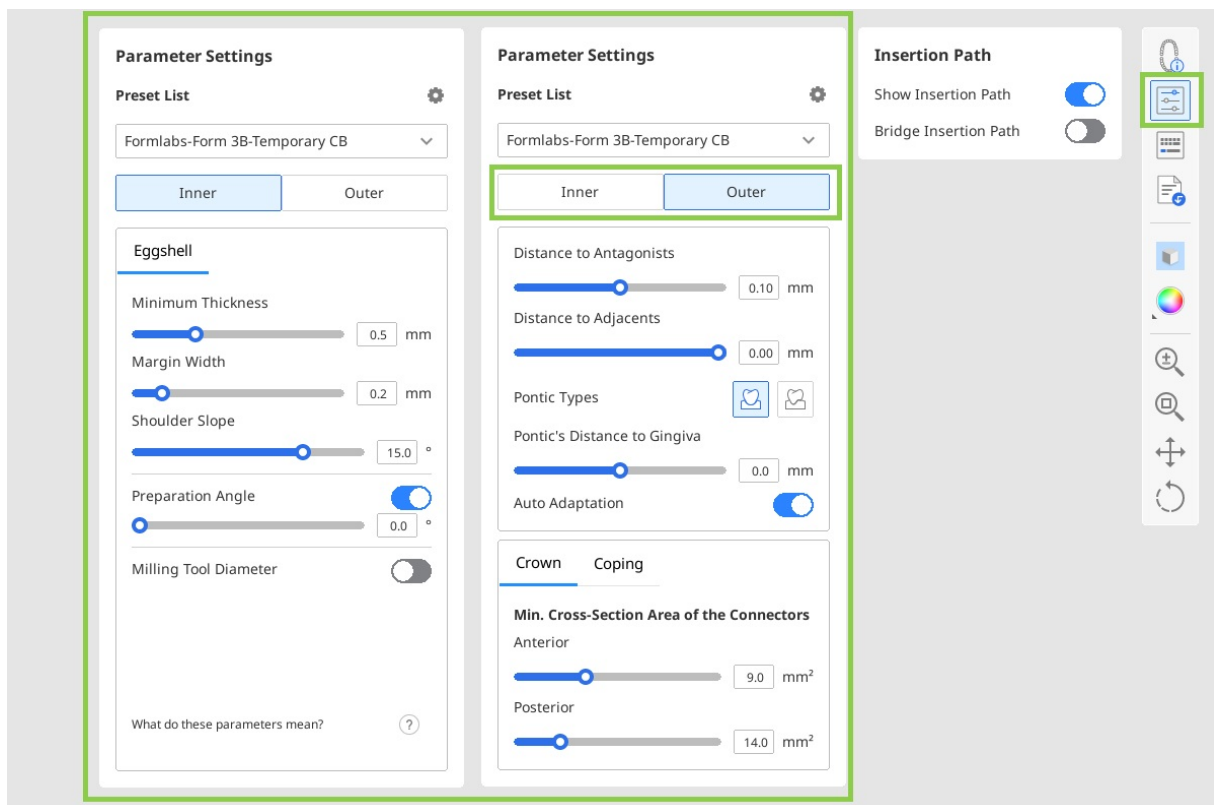 Parameter Settings
Preset List
Formlabs-Form 3B-Temporary CB
Inner Outer
Eggshell
Minimum Thickness
0.5 mm
Margin Width
0.2 mm
Shoulder Slope
15.0 °
Preparation Angle
0.0 °
Milling Tool Diameter
What do these parameters mean? ?
Parameter Settings
Preset List
Formlabs-Form 3B-Temporary CB
Inner Outer
Distance to Antagonists
0.10 mm
Distance to Adjacents
0.00 mm
Pontic Types
Pontic's Distance to Gingiva
0.0 mm
Auto Adaptation
Crown Coping
Min. Cross-Section Area of the Connectors
Anterior
9.0 mm²
Posterior
14.0 mm²
Insertion Path
Show Insertion Path
Bridge Insertion Path